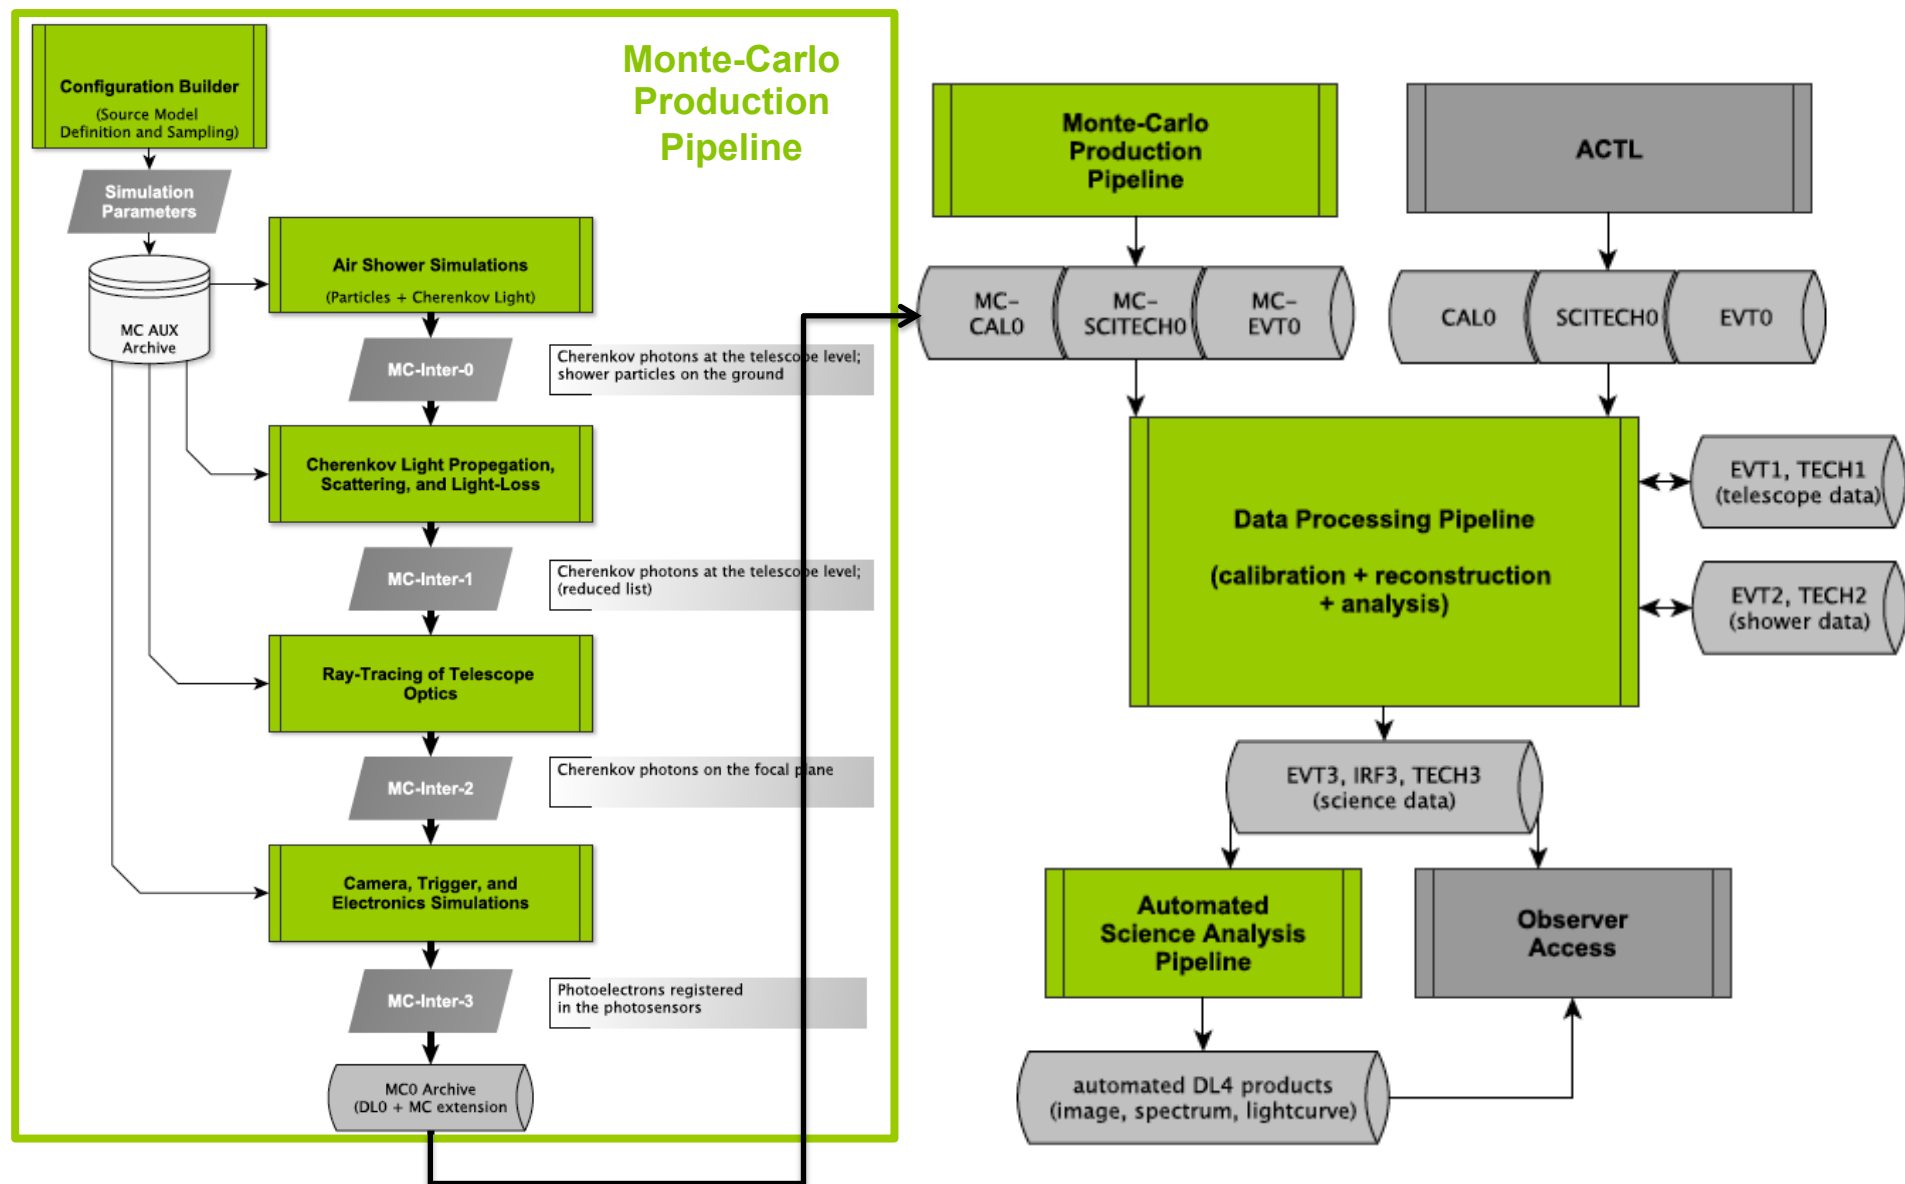 Monte-Carlo
Production
Pipeline
Configuration Builder
(Source Model
Definition and Sampling)
Simulation
Parameters
MC AUX
Archive
Air Shower Simulations
(Particles + Cherenkov Light)
MC-Inter-0
Cherenkov photons at the telescope level;
shower particles on the ground
Cherenkov Light Propegation,
Scattering, and Light-Loss
MC-Inter-1
Cherenkov photons at the telescope level;
(reduced list)
Ray-Tracing of Telescope
Optics
MC-Inter-2
Cherenkov photons on the focal plane
Camera, Trigger, and
Electronics Simulations
MC-Inter-3
Photoelectrons registered
in the photosensors
MC0 Archive
(DL0 + MC extension
Monte-Carlo
Production
Pipeline
ACTL
MC-
CAL0
MC-
SCITECH0
MC-
EVT0
CAL0
SCITECH0
EVT0
Data Processing Pipeline
(calibration + reconstruction
+ analysis)
EVT1, TECH1
(telescope data)
EVT2, TECH2
(shower data)
EVT3, IRF3, TECH3
(science data)
Automated
Science Analysis
Pipeline
Observer
Access
automated DL4 products
(image, spectrum, lightcurve)